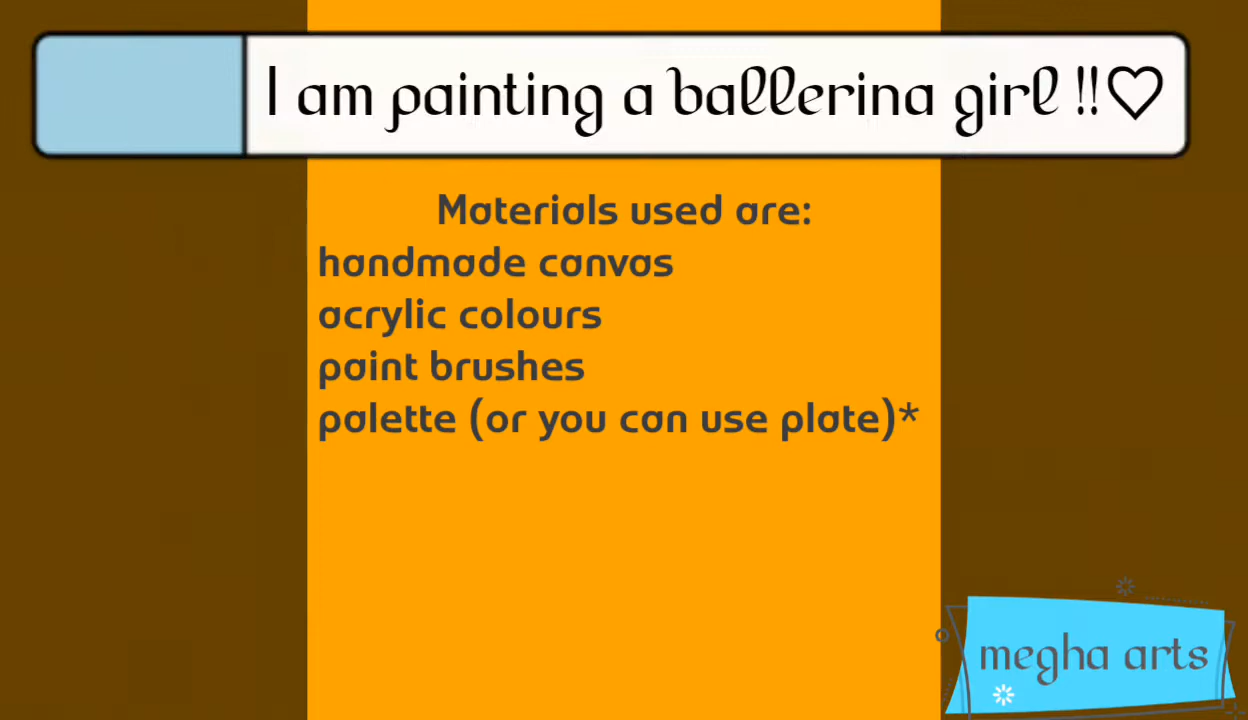 I am painting a ballerina girl !!♡
Materials used are:
handmade canvas
acrylic colours
paint brushes
palette (or you can use plate)*
megha arts